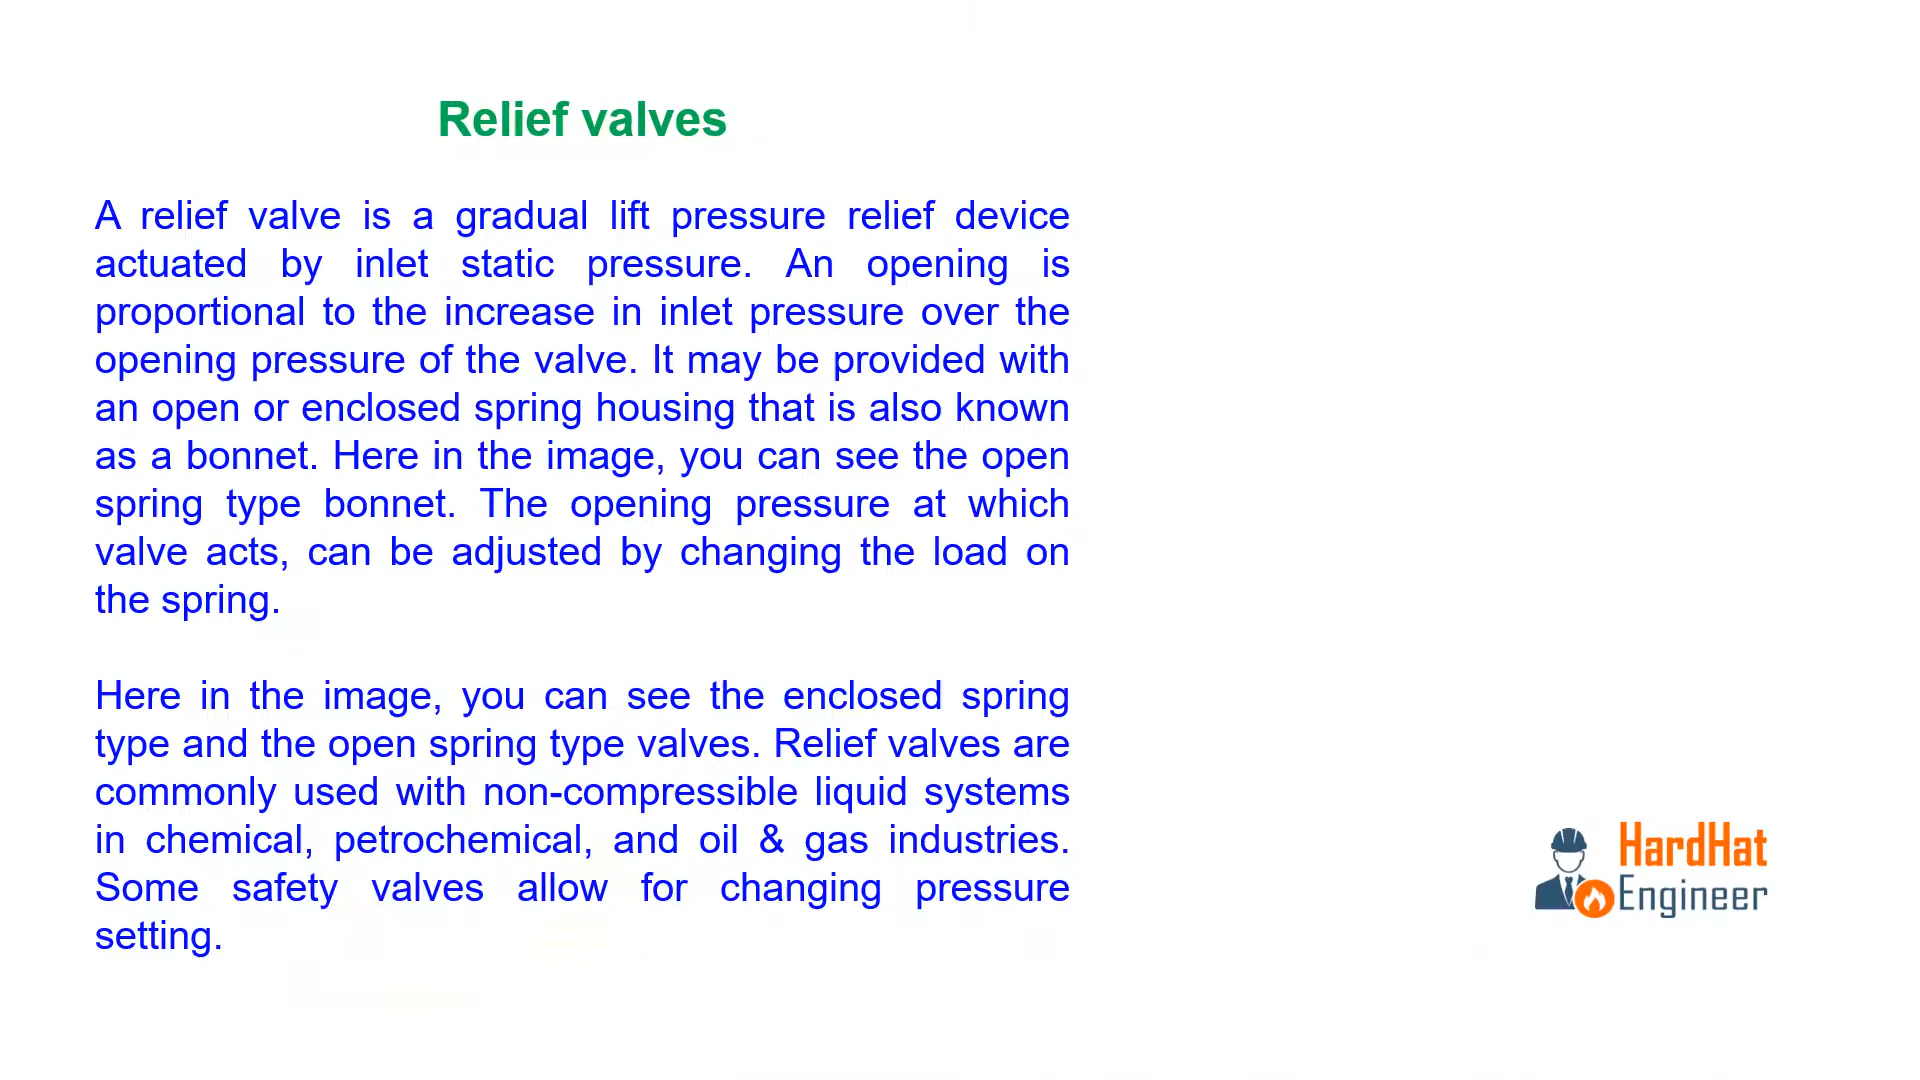 Relief valves
A relief valve is a gradual lift pressure relief device
actuated by inlet static pressure. An opening is
proportional to the increase in inlet pressure over the
opening pressure of the valve. It may be provided with
an open or enclosed spring housing that is also known
as a bonnet. Here in the image, you can see the open
spring type bonnet. The opening pressure at which
valve acts, can be adjusted by changing the load on
the spring.
Here in the image, you can see the enclosed spring
type and the open spring type valves. Relief valves are
commonly used with non-compressible liquid systems
in chemical, petrochemical, and oil & gas industries.
Some safety valves allow for changing pressure
setting.
HardHat
Engineer